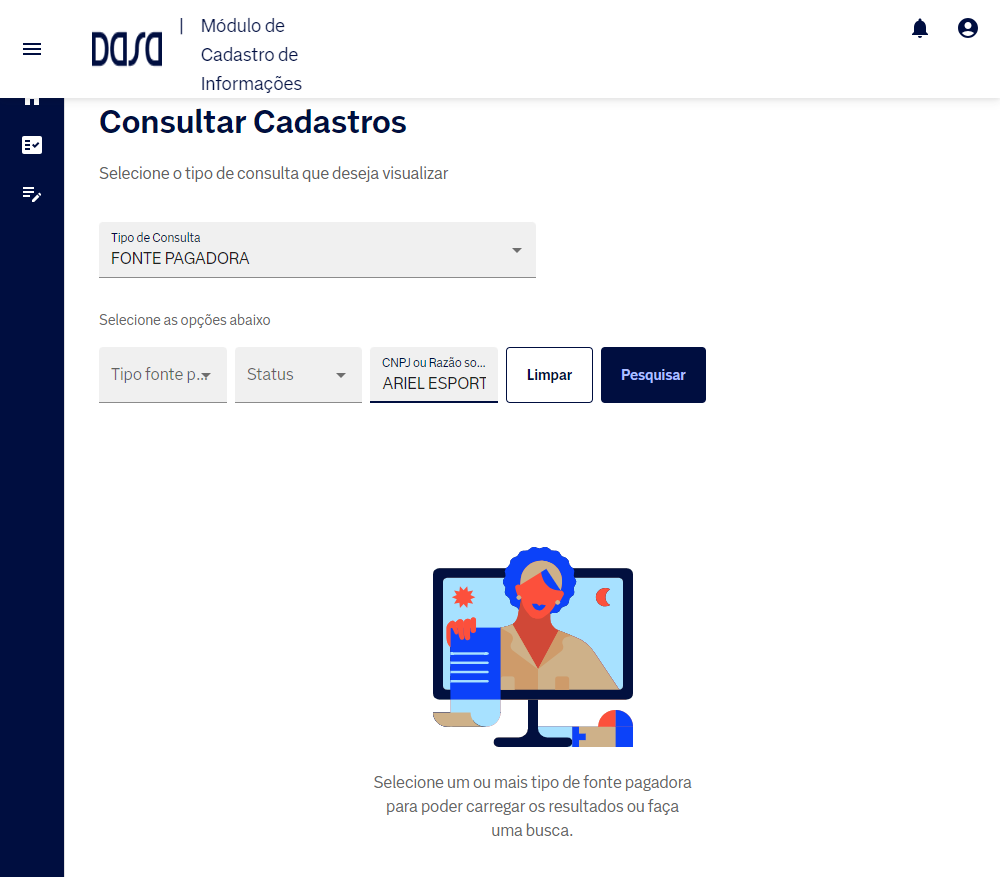 DASA
|
Módulo de
Cadastro de
Informações
Consultar Cadastros
Selecione o tipo de consulta que deseja visualizar
Tipo de Consulta
FONTE PAGADORA
Selecione as opções abaixo
Tipo fonte p...
Status
CNPJ ou Razão so...
ARIEL ESPORT
Limpar
Pesquisar
Selecione um ou mais tipo de fonte pagadora
para poder carregar os resultados ou faça
uma busca.